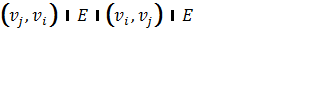 (vⱼ, vᵢ) ❙ E ❙ (vᵢ, vⱼ) ❙ E